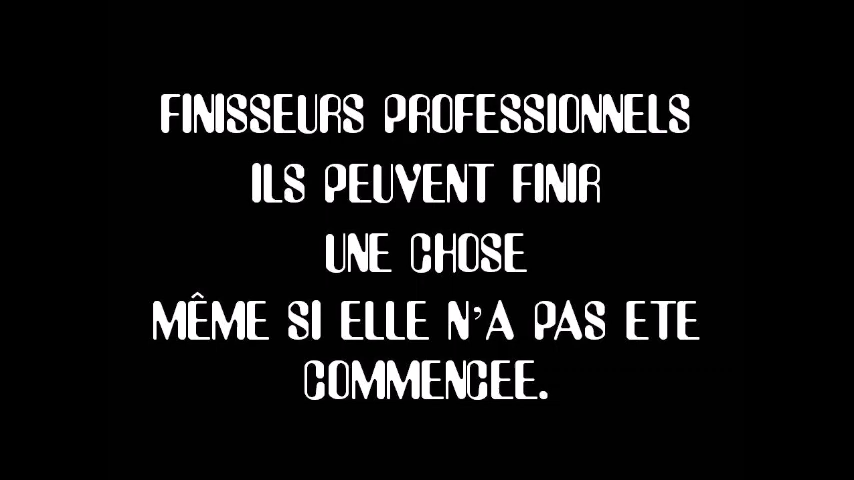 FINISSEURS PROFESSIONNELS
ILS PEUVENT FINIR
UNE CHOSE
MÊME SI ELLE N'A PAS ETE
COMMENCEE.